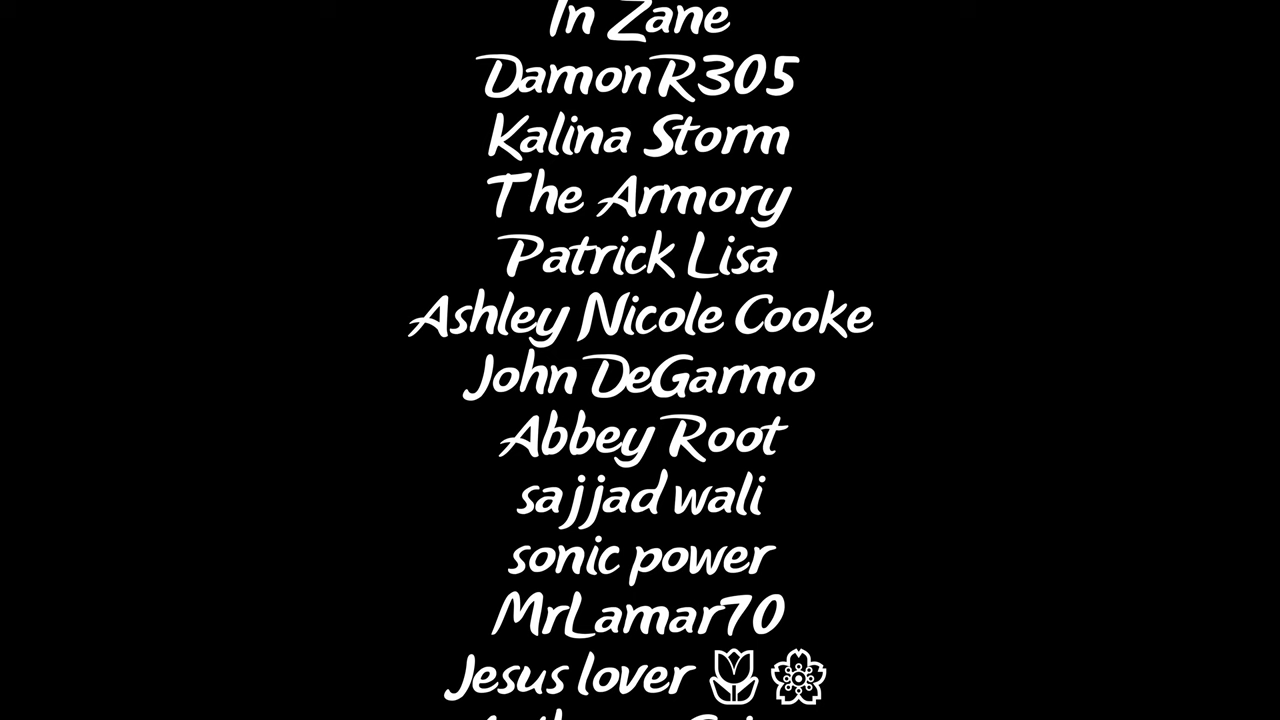 In Zane
DamonR305
Kalina Storm
The Armory
Patrick Lisa
Ashley Nicole Cooke
John DeGarmo
Abbey Root
sajjad wali
sonic power
MrLamar70
Jesus lover 🌷🌸